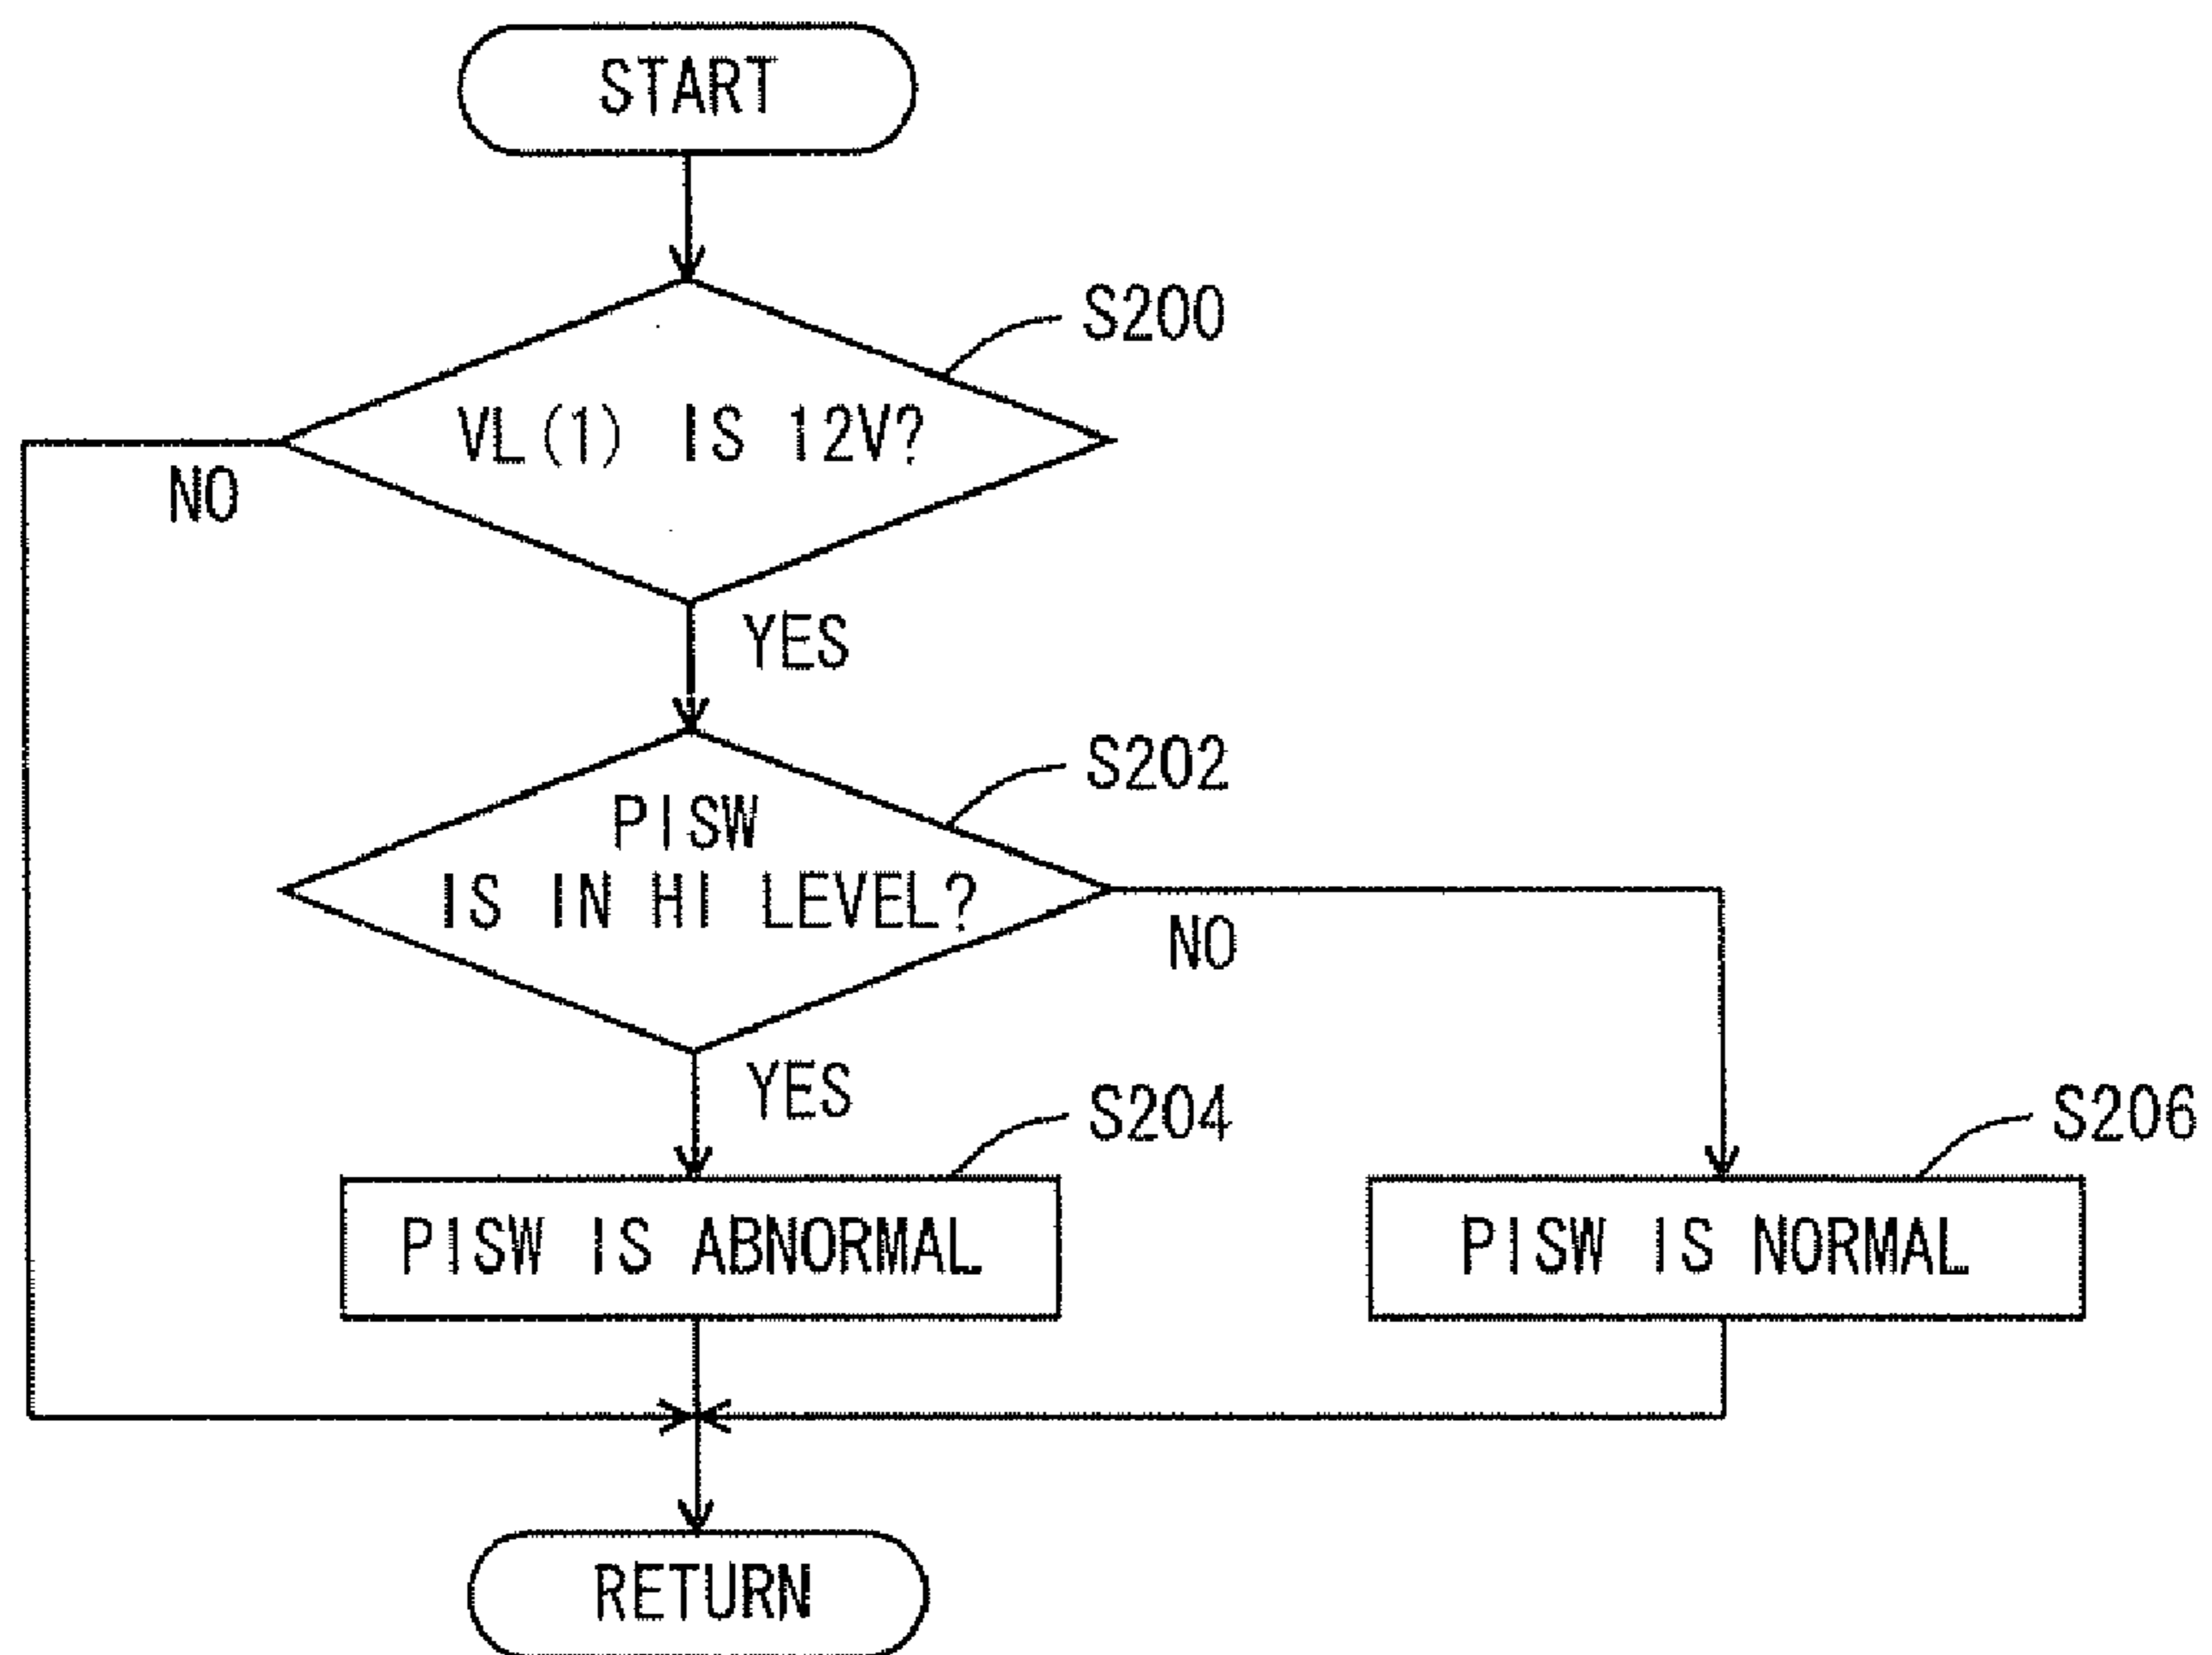 START
S200
VL(1) IS 12V?
NO
YES
S202
PISW
IS IN HI LEVEL?
NO
YES
S204
S206
PISW IS ABNORMAL
PISW IS NORMAL
RETURN